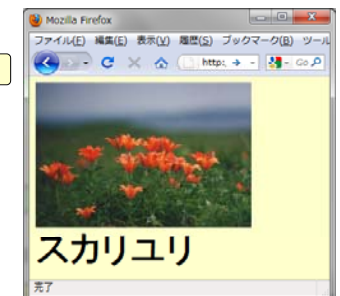 Mozilla Firefox
ファイル(F) 編集(E) 表示(V) 履歴(S) ブックマーク(B) ツール
http:
Go
スカリユリ
完了